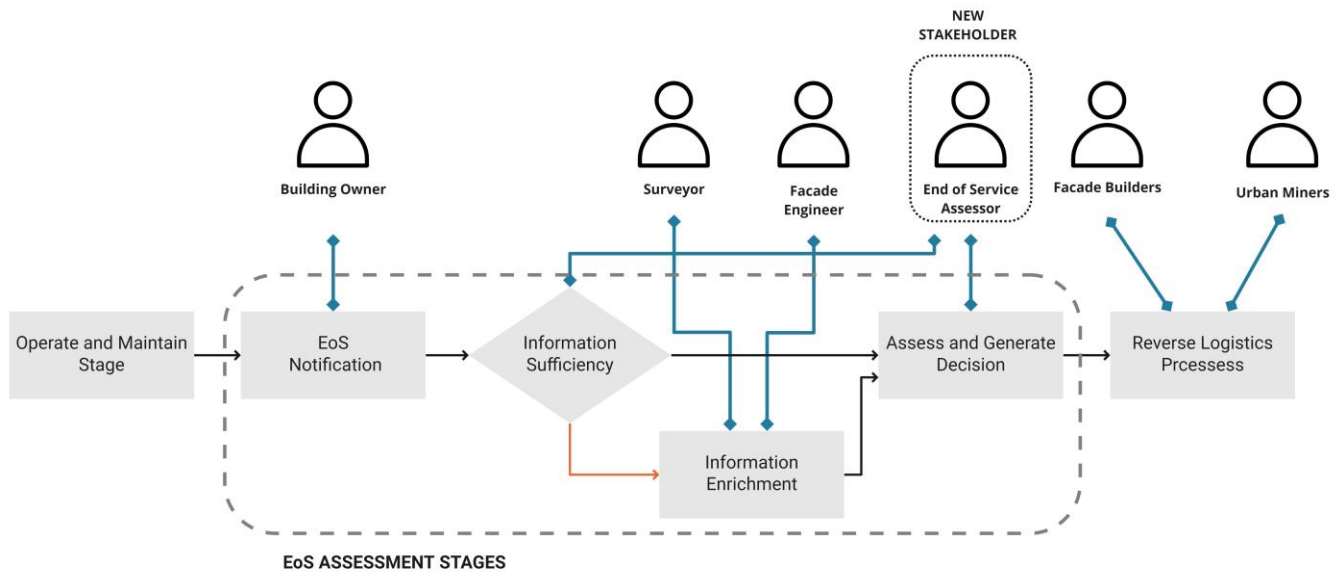 NEW
STAKEHOLDER
Building Owner
Surveyor
Facade
Engineer
End of Service
Assessor
Facade Builders
Urban Miners
Operate and Maintain
Stage
EoS
Notification
Information
Sufficiency
Assess and Generate
Decision
Reverse Logistics
Prcessess
Information
Enrichment
EoS ASSESSMENT STAGES